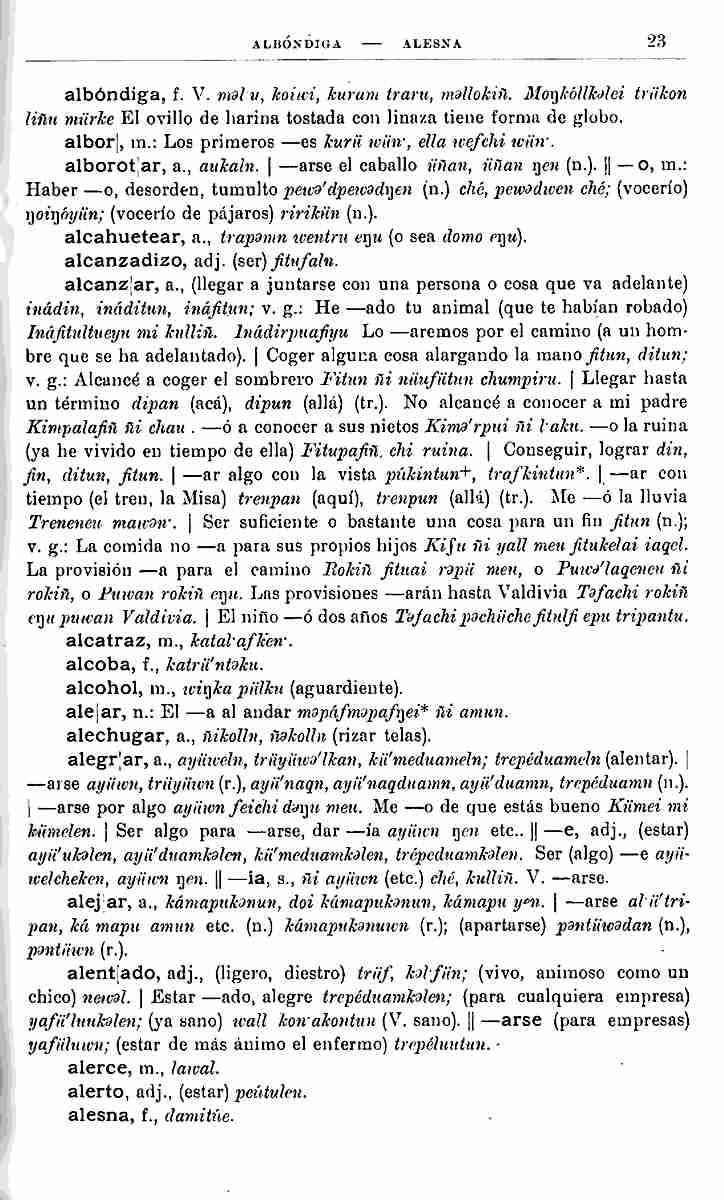 ALBÓNDIGA — ALESNA 23
albóndiga, f. V. məl u, koiwi, kuram traru, məllokiñ. Moŋkóllkəlei trükon
liñu mürke El ovillo de harina tostada con linaza tiene forma de globo.
albor|, m.: Los primeros —es kurü wün·, ella wefchi wün·.
alborot|ar, a., aukaln. | —arse el caballo üñan, üñan ŋen (n.). || —o, m.:
Haber —o, desorden, tumulto pewə'dpewədŋen (n.) ché, pewədwen ché; (vocerío)
ŋoiŋóyün; (vocerío de pájaros) ririkün (n.).
alcahuetear, a., trapəmn wentru eŋu (o sea domo eŋu).
alcanzadizo, adj. (ser) fitufaln.
alcanz|ar, a., (llegar a juntarse con una persona o cosa que va adelante)
inádin, ináditun, ináfitun; v. g.: He —ado tu animal (que te habían robado)
Ináfitultueyu mi kulliñ. Inádirpuafiyu Lo —aremos por el camino (a un hom-
bre que se ha adelantado). | Coger alguna cosa alargando la mano fitun, ditun;
v. g.: Alcancé a coger el sombrero Fitun ñi nüufütun chumpiru. | Llegar hasta
un término dipan (acá), dipun (allá) (tr.). No alcancé a conocer a mi padre
Kimpalafiñ ñi chau . —ó a conocer a sus nietos Kimə'rpui ñi l·aku. —o la ruina
(ya he vivido en tiempo de ella) Fitupafiñ, chi ruina. | Conseguir, lograr din,
fin, ditun, fitun. | —ar algo con la vista púkintun+, trafkintun*. | —ar con
tiempo (el tren, la Misa) trenpan (aquí), trenpun (allá) (tr.). Me —ó la lluvia
Treneneu mawən·. | Ser suficiente o bastante una cosa para un fin fitun (n.);
v. g.: La comida no —a para sus propios hijos Kifu ñi yall meu fitukelai iaqel.
La provisión —a para el camino Rokiñ fituai rəpü meu, o Puwə'laqeneu ñi
rokiñ, o Puwan rokiñ eŋu. Las provisiones —arán hasta Valdivia Təfachi rokiñ
eŋu puwan Valdivia. | El niño —ó dos años Təfachi pəchüche fitulfi epu tripantu.
alcatraz, m., katal·afken·.
alcoba, f., katrü'ntəku.
alcohol, m., wiŋka pülku (aguardiente).
ale|ar, n.: El —a al andar məpáfməpafŋei* ñi amun.
alechugar, a., ñikolln, ñəkolln (rizar telas).
alegr|ar, a., ayüweln, trüyüwə'lkan, kü'meduameln; trepéduameln (alentar). |
—arse ayüwn, trüyüwn (r.), ayü'naqn, ayü'naqduamn, ayü'duamn, trepéduamn (n.).
| —arse por algo ayüwn feichi dəŋu meu. Me —o de que estás bueno Kümei mi
kümelen. | Ser algo para —arse, dar —ía ayüwn ŋen etc.. || —e, adj., (estar)
ayü'ukəlen, ayü'duamkəlen, kü'meduamkəlen, trépeduamkəlen. Ser (algo) —e ayü-
welcheken, ayüwn ŋen. || —ia, s., ñi ayüwn (etc.) ché, kulliñ. V. —arse.
alej|ar, a., kámapukənun, doi kámapukənun, kámapu yen. | —arse al·ü'tri-
pan, ká mapu amun etc. (n.) kámapukənuwn (r.); (apartarse) pəntüwədan (n.),
pəntüwn (r.).
alent|ado, adj., (ligero, diestro) trüf, kəl·fün; (vivo, animoso como un
chico) newəl. | Estar —ado, alegre trepéduamkəlen; (para cualquiera empresa)
yafü'luukəlen; (ya sano) wall kon·akontun (V. sano). || —arse (para empresas)
yafüluwn; (estar de más ánimo el enfermo) trepéluutun.
alerce, m., lawal.
alerto, adj., (estar) peútulen.
alesna, f., damitúe.